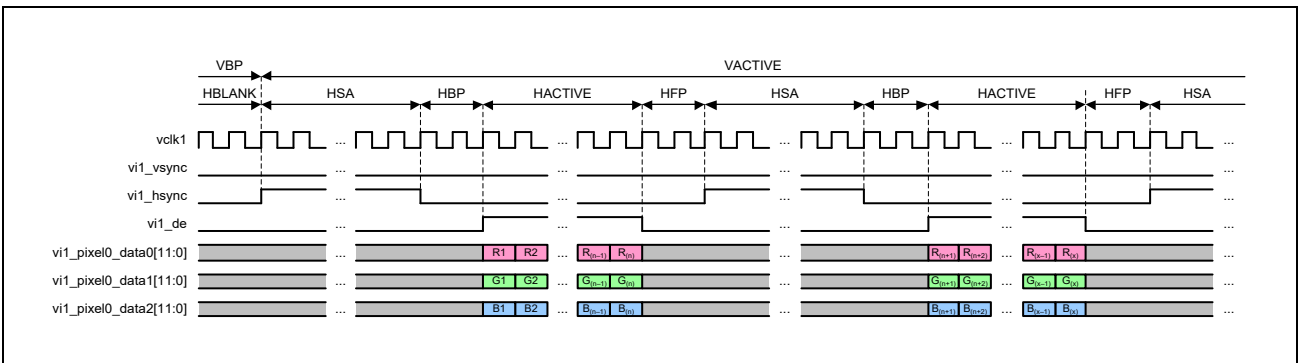 VBP VACTIVE
HBLANK HSA HBP HACTIVE HFP HSA HBP HACTIVE HFP HSA
vclk1 ... ... ... ... ...
vi1_vsync ... ... ... ... ...
vi1_hsync ... ... ... ... ...
vi1_de ... ... ... ... ...
vi1_pixel0_data0[11:0] ... R1 R2 ... R(n–1) R(n) ... R(n+1) R(n+2) ... R(x–1) R(x) ...
vi1_pixel0_data1[11:0] ... G1 G2 ... G(n–1) G(n) ... G(n+1) G(n+2) ... G(x–1) G(x) ...
vi1_pixel0_data2[11:0] ... B1 B2 ... B(n–1) B(n) ... B(n+1) B(n+2) ... B(x–1) B(x) ...